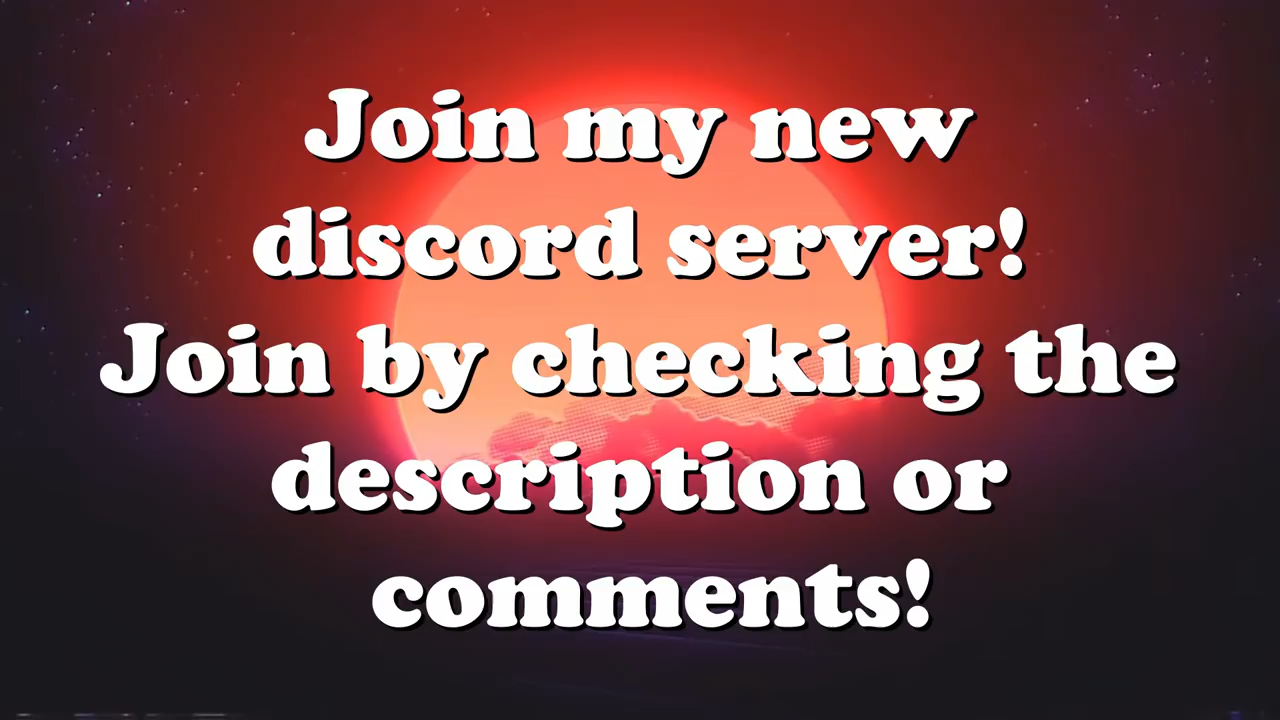 Join my new
discord server!
Join by checking the
description or
comments!